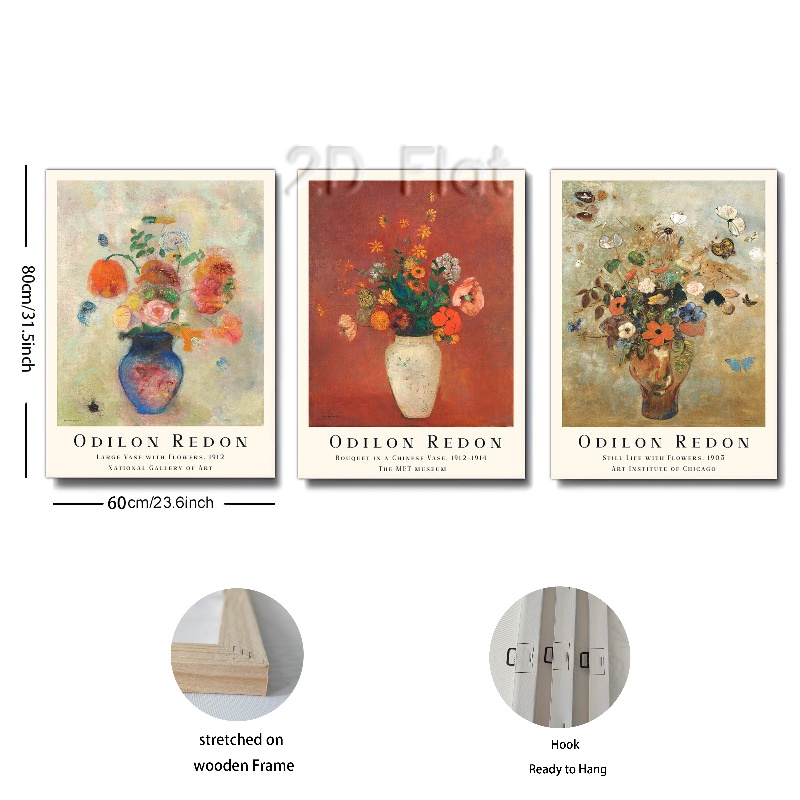 2D Flat
80cm/31.5inch
ODILON REDON
LARGE VASE WITH FLOWERS, 1912
NATIONAL GALLERY OF ART
ODILON REDON
BOUQUET IN A CHINESE VASE, 1912-1914
THE MET MUSEUM
ODILON REDON
STILL LIFE WITH FLOWERS, 1905
ART INSTITUTE OF CHICAGO
60cm/23.6inch
stretched on
wooden Frame
Hook
Ready to Hang